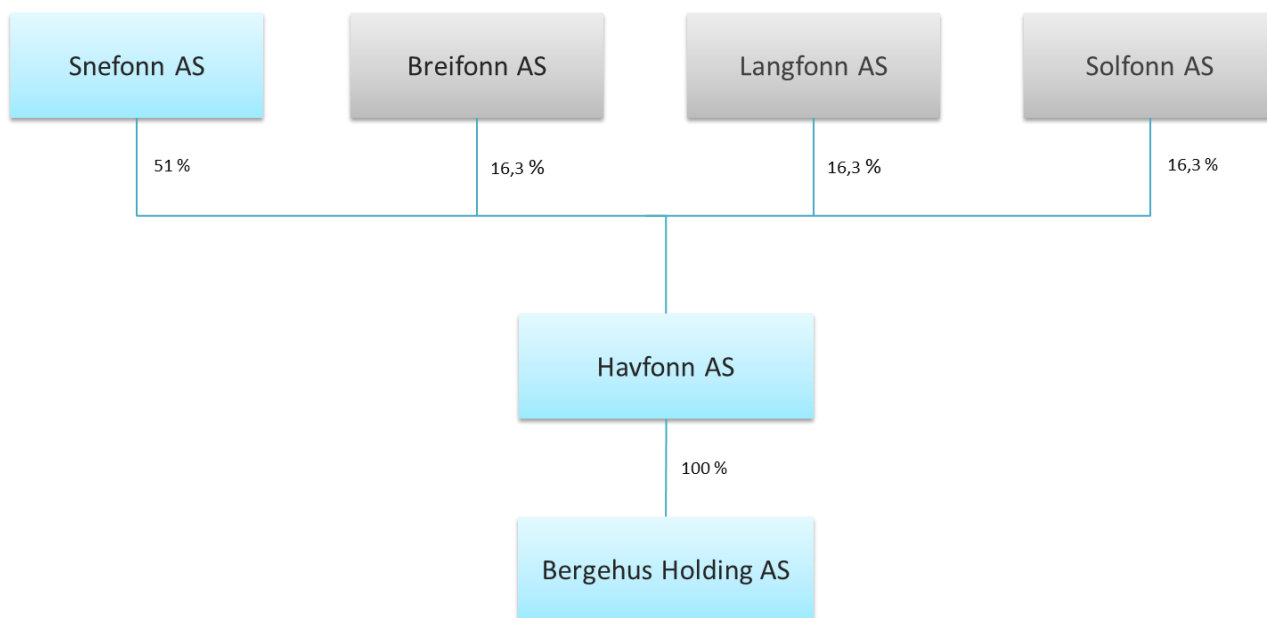 Snefonn AS
Breifonn AS
Langfonn AS
Solfonn AS
51 %
16,3 %
16,3 %
16,3 %
Havfonn AS
100 %
Bergehus Holding AS